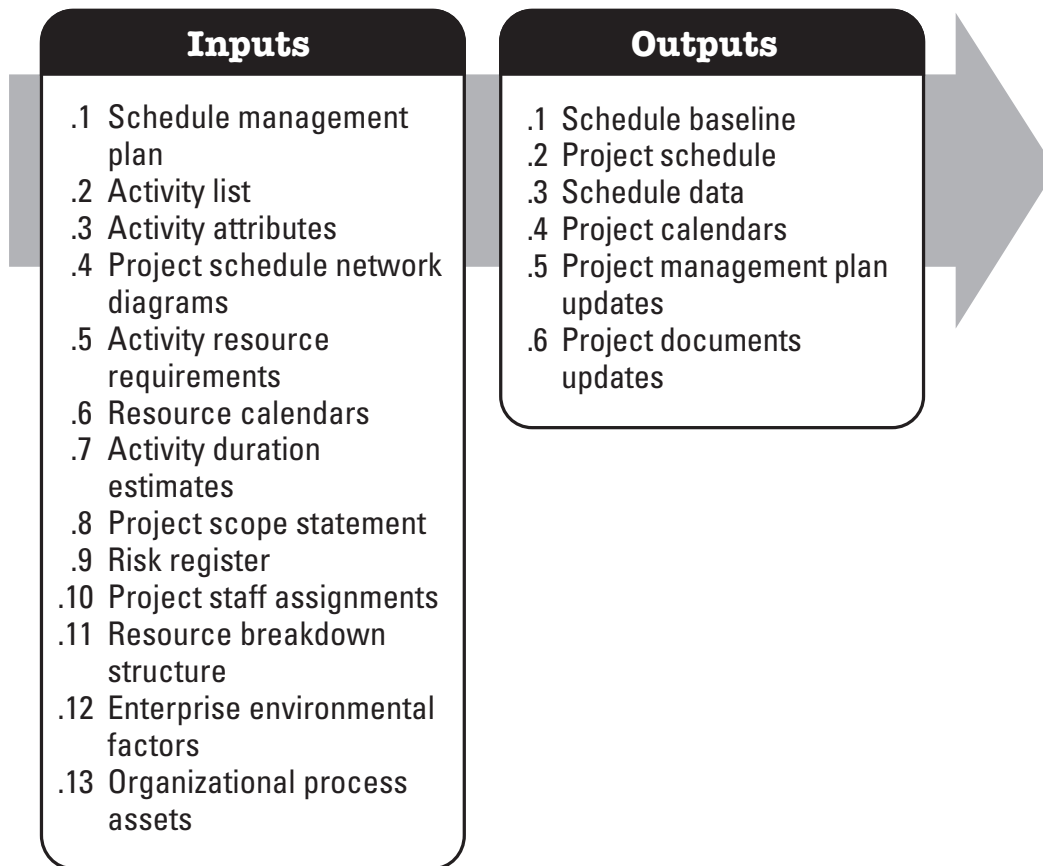 Inputs
.1 Schedule management
plan
.2 Activity list
.3 Activity attributes
.4 Project schedule network
diagrams
.5 Activity resource
requirements
.6 Resource calendars
.7 Activity duration
estimates
.8 Project scope statement
.9 Risk register
.10 Project staff assignments
.11 Resource breakdown
structure
.12 Enterprise environmental
factors
.13 Organizational process
assets
Outputs
.1 Schedule baseline
.2 Project schedule
.3 Schedule data
.4 Project calendars
.5 Project management plan
updates
.6 Project documents
updates